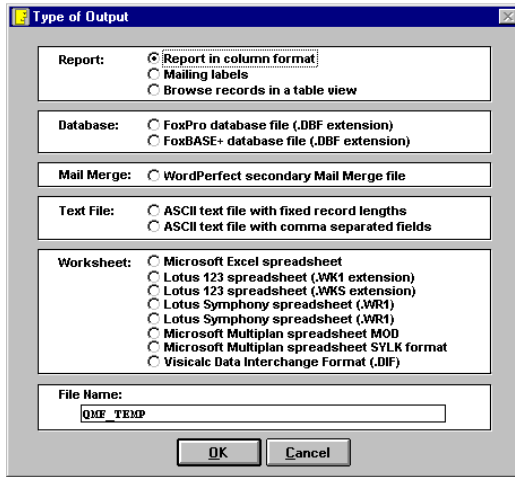 Type of Output
Report:
Report in column format
Mailing labels
Browse records in a table view
Database:
FoxPro database file (.DBF extension)
FoxBASE+ database file (.DBF extension)
Mail Merge:
WordPerfect secondary Mail Merge file
Text File:
ASCII text file with fixed record lengths
ASCII text file with comma separated fields
Worksheet:
Microsoft Excel spreadsheet
Lotus 123 spreadsheet (.WK1 extension)
Lotus 123 spreadsheet (.WKS extension)
Lotus Symphony spreadsheet (.WR1)
Lotus Symphony spreadsheet (.WR1)
Microsoft Multiplan spreadsheet MOD
Microsoft Multiplan spreadsheet SYLK format
Visicalc Data Interchange Format (.DIF)
File Name:
QMF_TEMP
OK
Cancel